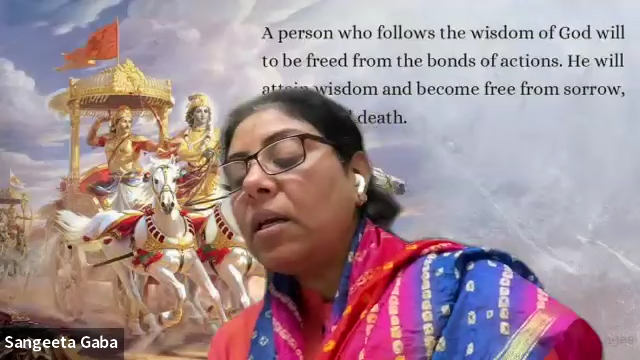 A person who follows the wisdom of God will
to be freed from the bonds of actions. He will
attain wisdom and become free from sorrow,
death.
Sangeeta Gaba